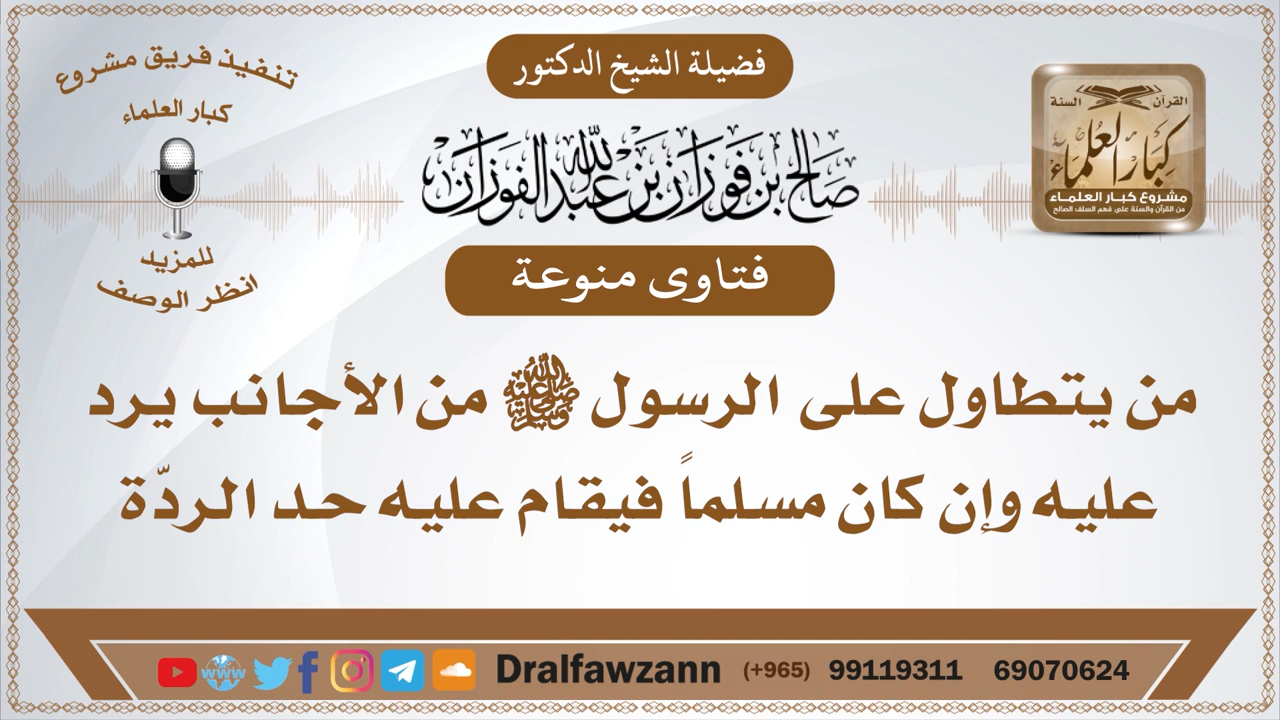 فضيلة الشيخ الدكتور
صالح بن فوزان بن عبد الله الفوزان
فتاوى منوعة
تنفيذ فريق مشروع
كبار العلماء
للمزيد
انظر الوصف
القرآن السنة
كبار العلماء
مشروع كبار العلماء
من القرآن والسنة على فهم السلف الصالح
من يتطاول على الرسول ﷺ من الأجانب يرد
عليه وإن كان مسلماً فيقام عليه حد الردّة
www Dralfawzann (+965) 99119311 69070624